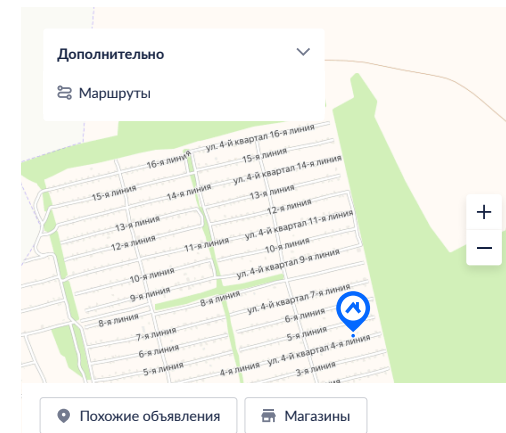 Дополнительно
Маршруты
ул. 4-й квартал 16-я линия
16-я линия
15-я линия
ул. 4-й квартал 14-я линия
15-я линия
14-я линия
13-я линия
12-я линия
13-я линия
ул. 4-й квартал 11-я линия
12-я линия
11-я линия
10-я линия
ул. 4-й квартал 9-я линия
10-я линия
9-я линия
8-я линия
ул. 4-й квартал 7-я линия
8-я линия
6-я линия
7-я линия
5-я линия
6-я линия
ул. 4-й квартал 4-я линия
5-я линия
4-я линия
3-я линия
Похожие объявления
Магазины